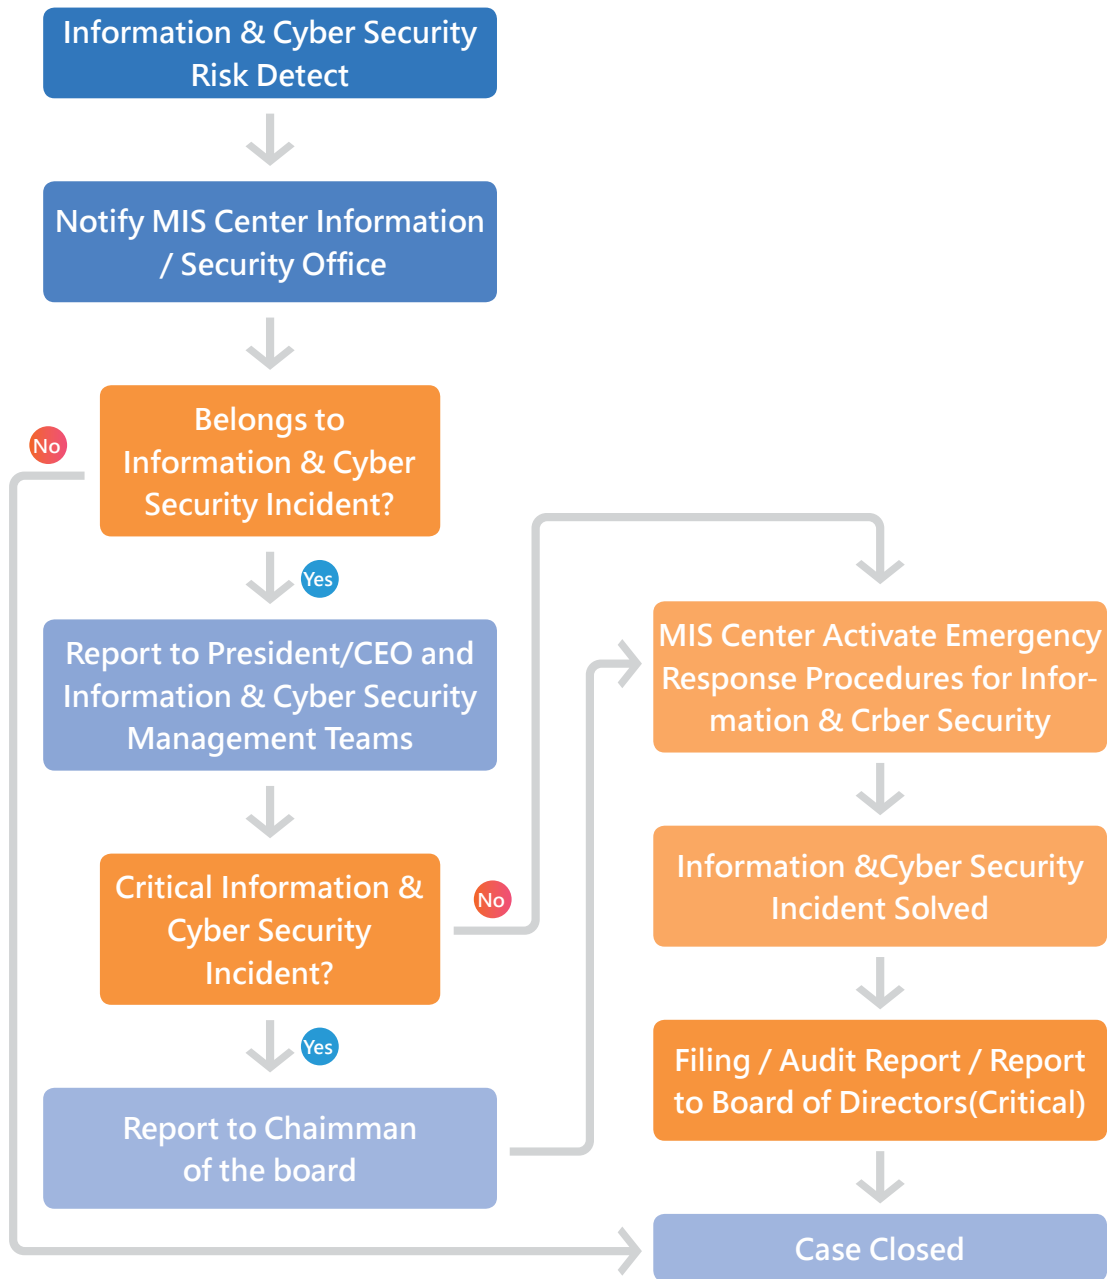 Information & Cyber Security
Risk Detect
Notify MIS Center Information
/ Security Office
Belongs to
Information & Cyber
Security Incident?
No
Yes
Report to President/CEO and
Information & Cyber Security
Management Teams
Critical Information &
Cyber Security
Incident?
No
Yes
Report to Chaimman
of the board
MIS Center Activate Emergency
Response Procedures for Infor-
mation & Crber Security
Information &Cyber Security
Incident Solved
Filing / Audit Report / Report
to Board of Directors(Critical)
Case Closed